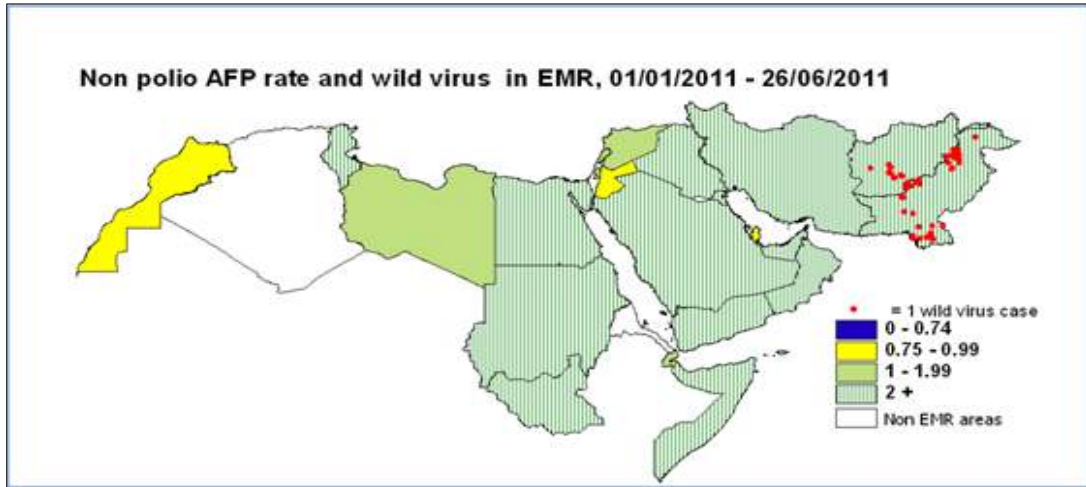 Non polio AFP rate and wild virus in EMR, 01/01/2011 - 26/06/2011
= 1 wild virus case
0 - 0.74
0.75 - 0.99
1 - 1.99
2 +
Non EMR areas